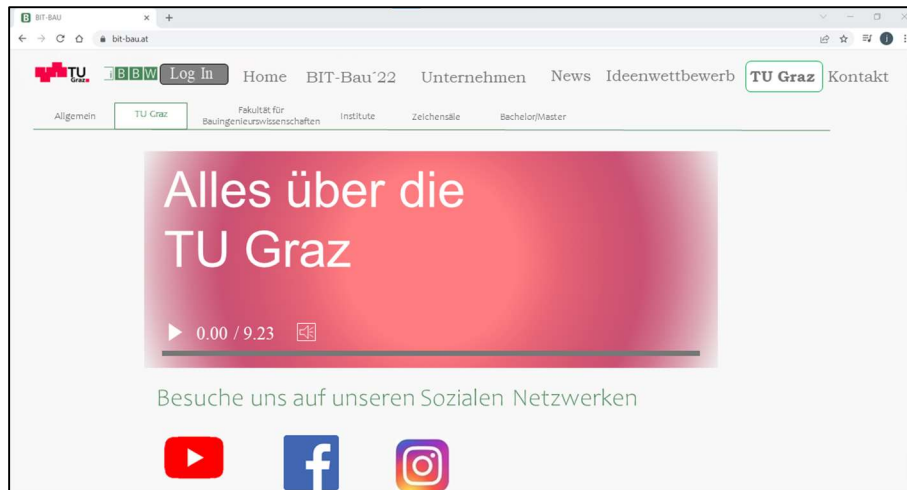 B BIT-BAU
bit-bau.at
TU Graz
iBBW
Log In
Home BIT-Bau´22 Unternehmen News Ideenwettbewerb TU Graz Kontakt
Allgemein TU Graz Fakultät für
Bauingenieurswissenschaften Institute Zeichensäle Bachelor/Master
Alles über die
TU Graz
0.00 / 9.23
Besuche uns auf unseren Sozialen Netzwerken